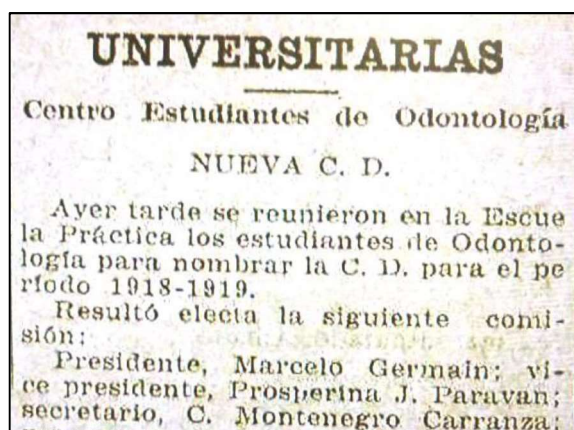 UNIVERSITARIAS
Centro Estudiantes de Odontología
NUEVA C. D.
Ayer tarde se reunieron en la Escue
la Práctica los estudiantes de Odonto-
logía para nombrar la C. D. para el pe
ríodo 1918-1919.
Resultó electa la siguiente comi-
sión:
Presidente, Marcelo Germain; vi-
ce presidente, Prosperina J. Paravan;
secretario, C. Montenegro Carranza;